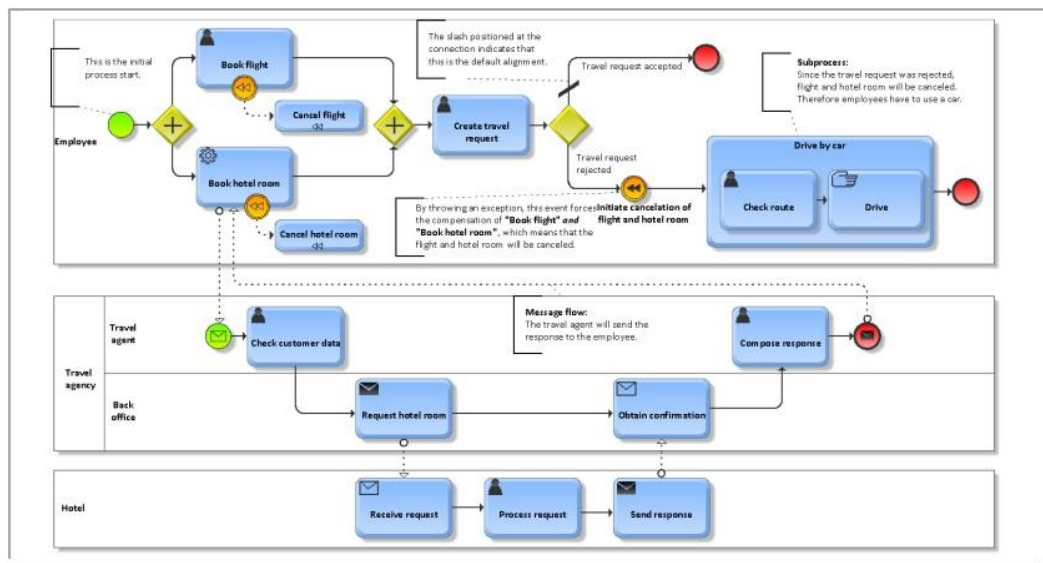 This is the initial
process start.
Employee
Book flight
Cancel flight
Book hotel room
Cancel hotel room
Create travel
request
The slash positioned at the
connection indicates that
this is the default alignment.
Travel request accepted
Travel request
rejected
By throwing an exception, this event forces
the compensation of "Book flight" and
"Book hotel room", which means that the
flight and hotel room will be canceled.
Initiate cancelation of
flight and hotel room
Subprocess:
Since the travel request was rejected,
flight and hotel room will be canceled.
Therefore employees have to use a car.
Drive by car
Check route
Drive
Travel
agency
Travel
agent
Check customer data
Message flow:
The travel agent will send the
response to the employee.
Compose response
Back
office
Request hotel room
Obtain confirmation
Hotel
Receive request
Process request
Send response